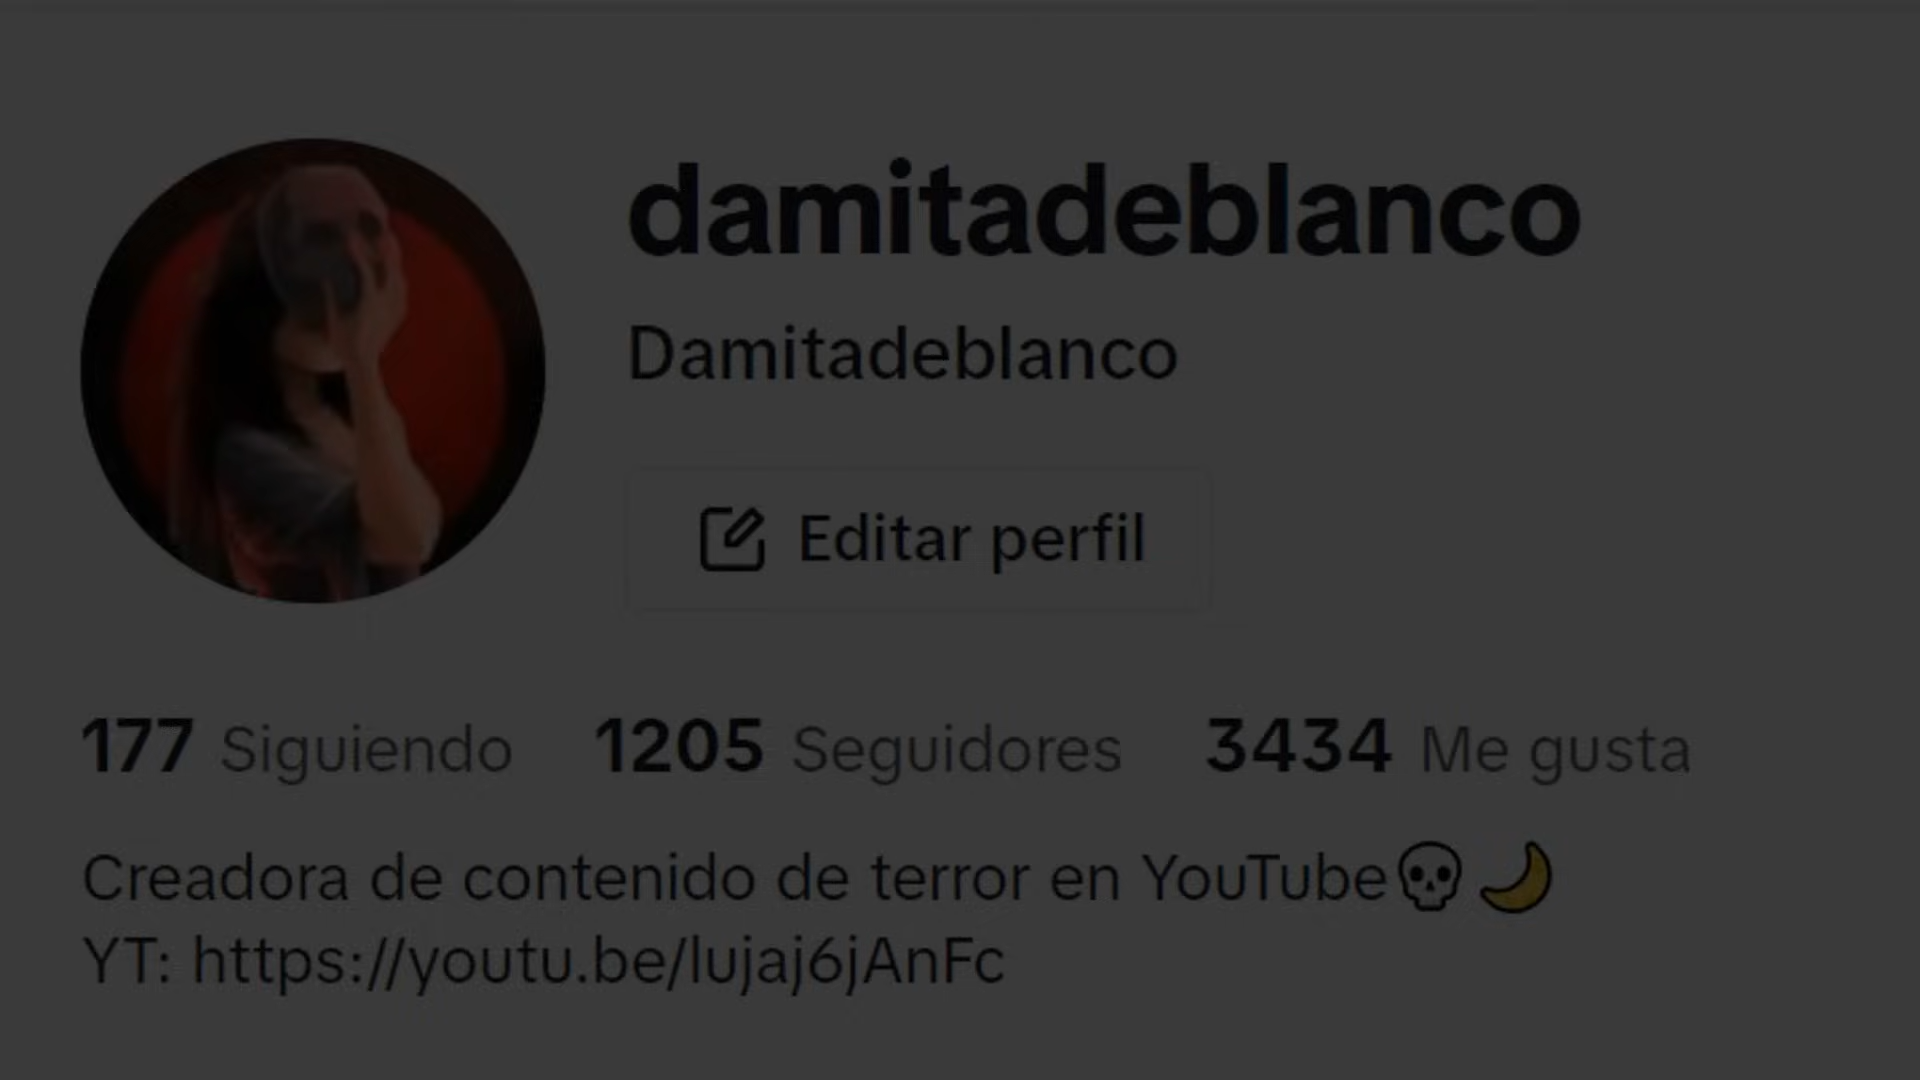 damitadeblanco
Damitadeblanco
Editar perfil
177 Siguiendo 1205 Seguidores 3434 Me gusta
Creadora de contenido de terror en YouTube💀🌙
YT: https://youtu.be/lujaj6jAnFc